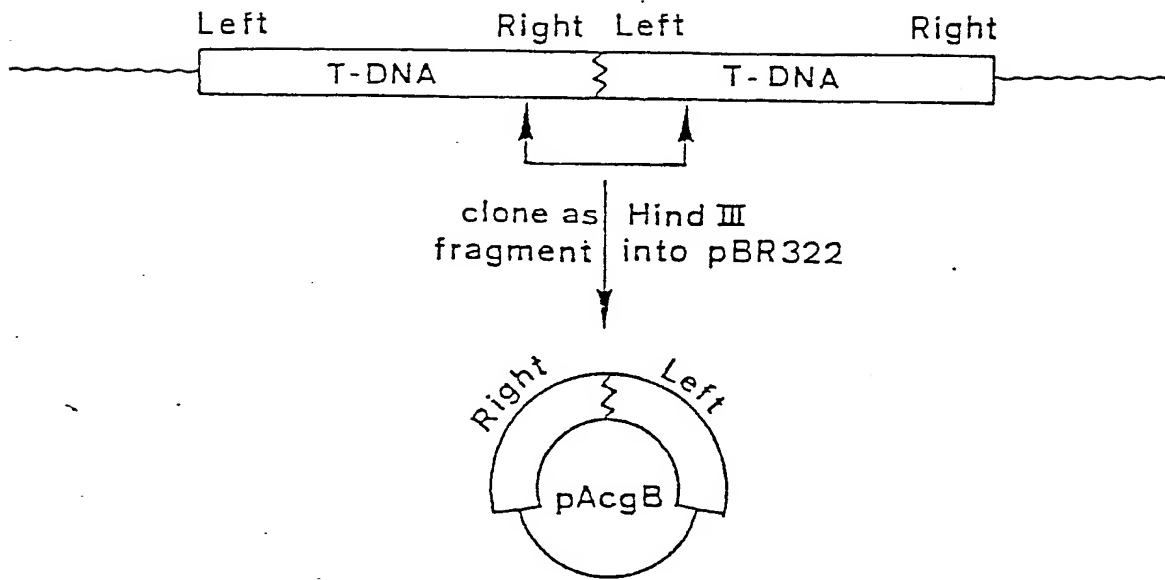 Left Right Left Right
T-DNA T-DNA
clone as Hind III
fragment into pBR322
Right Left
pAcgB